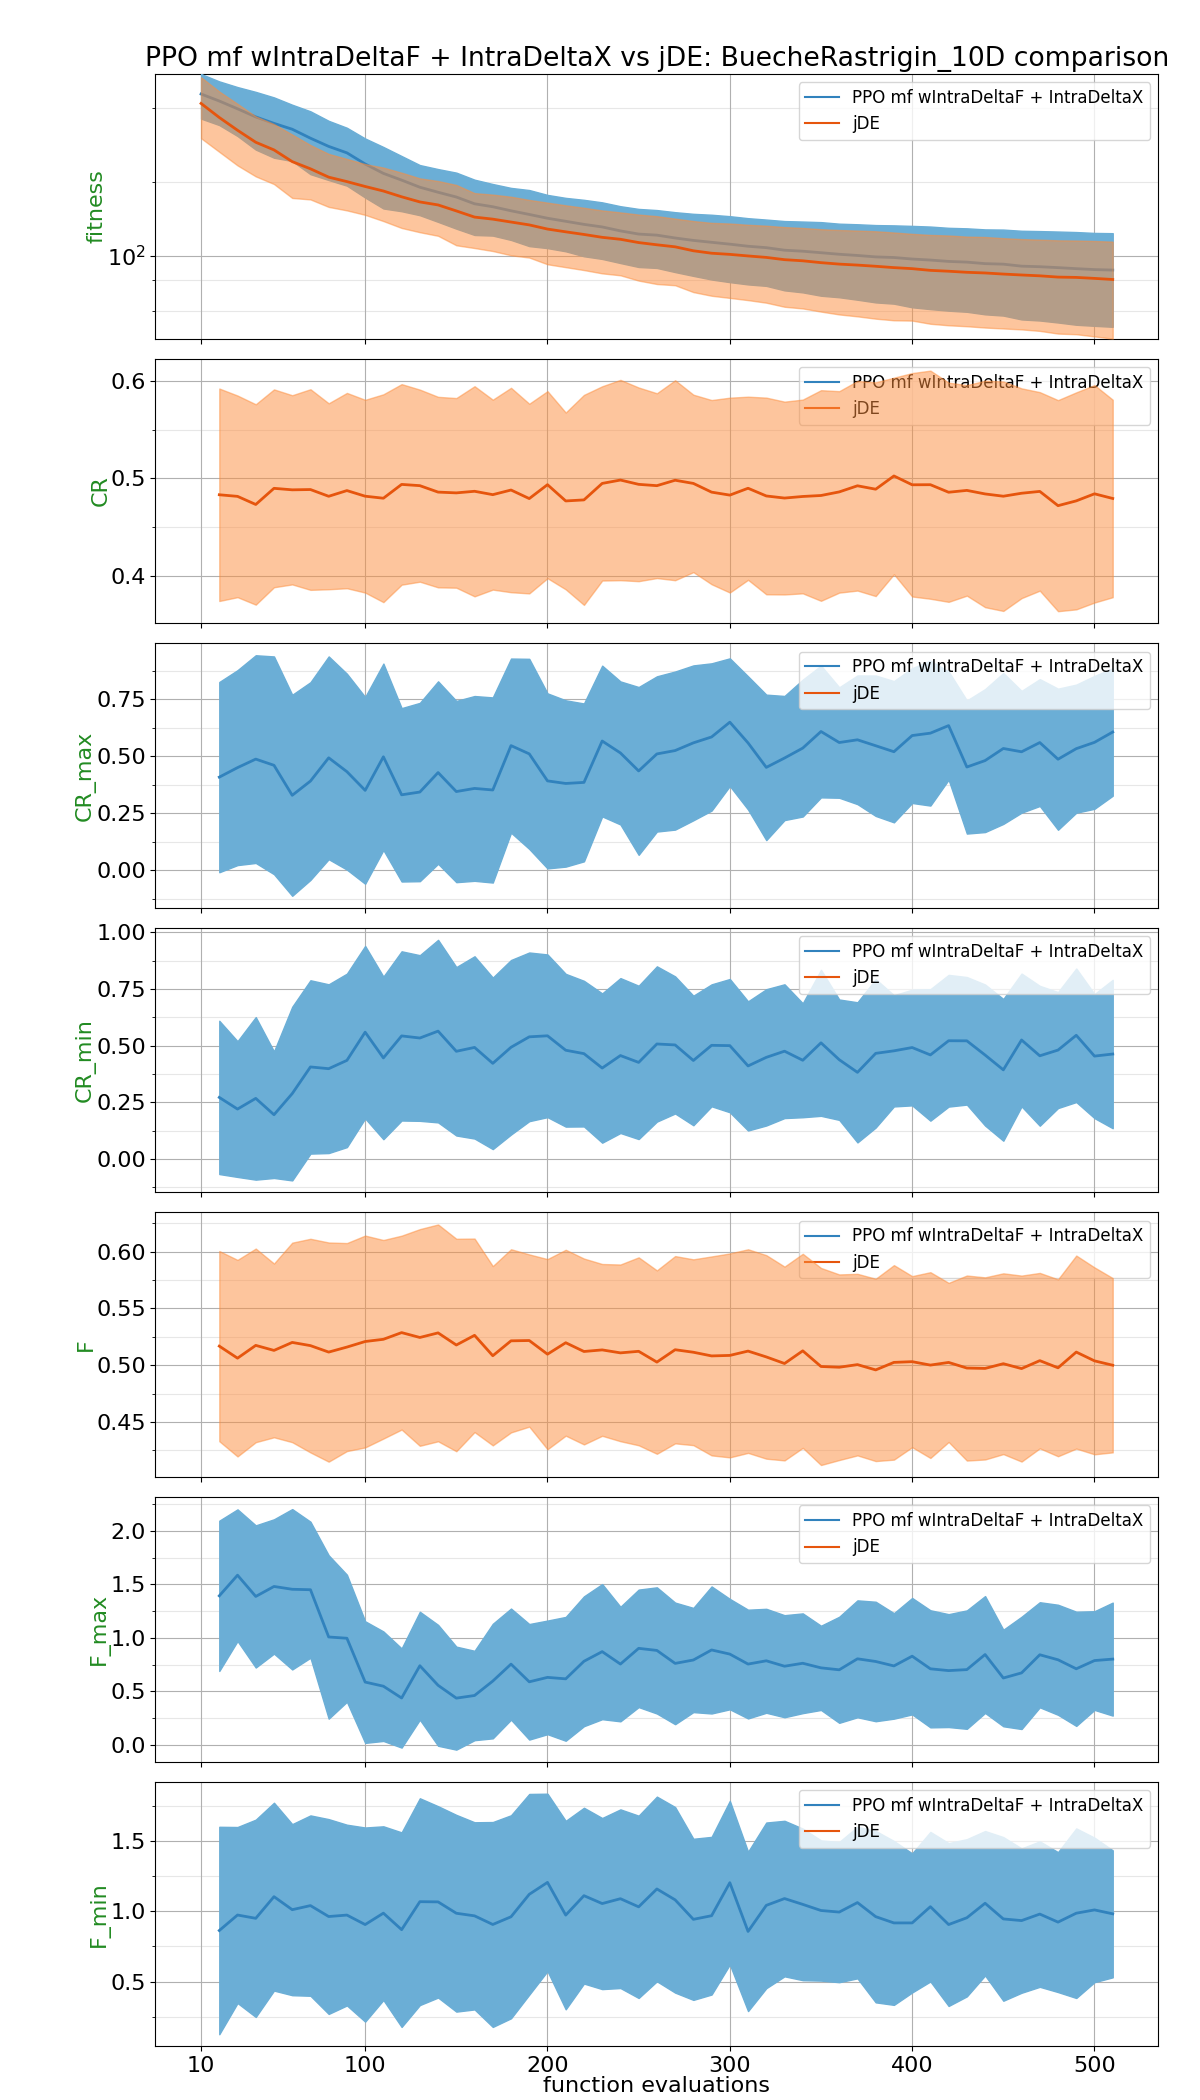 PPO mf wIntraDeltaF + IntraDeltaX vs jDE: BuecheRastrigin_10D comparison
PPO mf wIntraDeltaF + IntraDeltaX
jDE
fitness
10²
PPO mf wIntraDeltaF + IntraDeltaX
jDE
0.6
0.5
0.4
CR
PPO mf wIntraDeltaF + IntraDeltaX
jDE
0.75
0.50
0.25
0.00
CR_max
PPO mf wIntraDeltaF + IntraDeltaX
jDE
1.00
0.75
0.50
0.25
0.00
CR_min
PPO mf wIntraDeltaF + IntraDeltaX
jDE
0.60
0.55
0.50
0.45
F
PPO mf wIntraDeltaF + IntraDeltaX
jDE
2.0
1.5
1.0
0.5
0.0
F_max
PPO mf wIntraDeltaF + IntraDeltaX
jDE
1.5
1.0
0.5
F_min
10 100 200 300 400 500
function evaluations